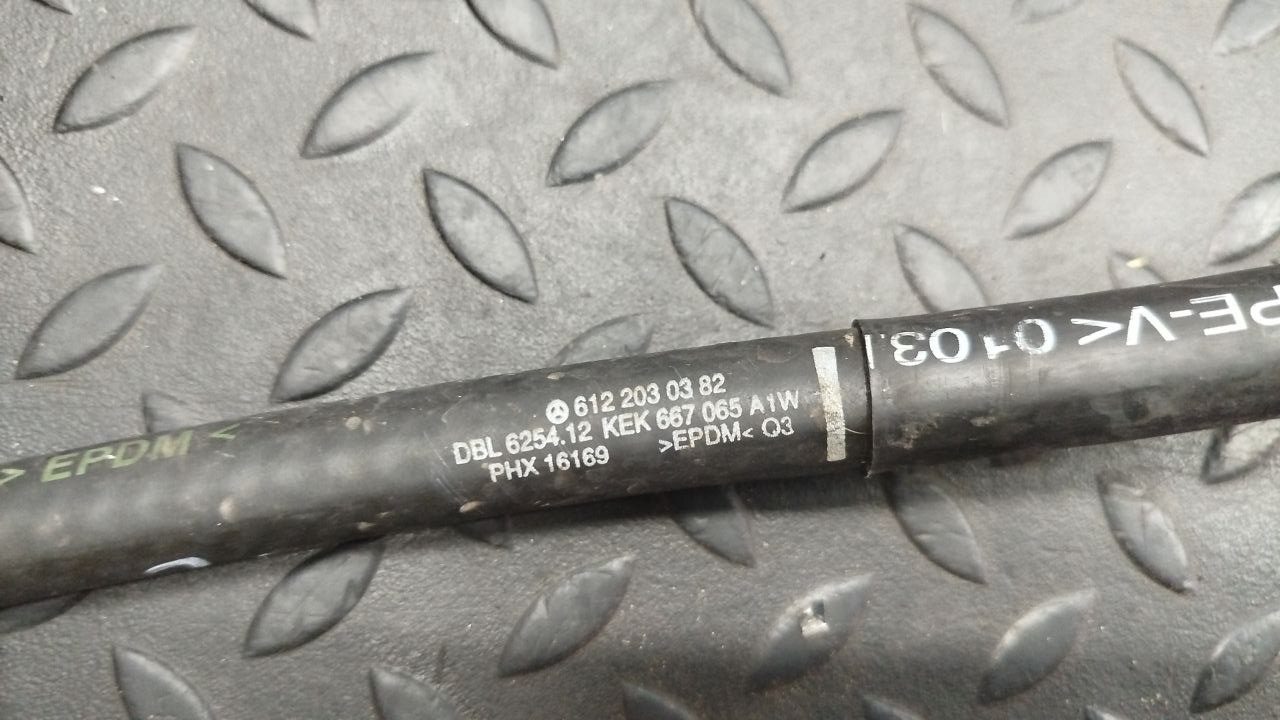 612 203 03 82
DBL 6254.12 KEK 667 065 A1W
PHX 16169 >EPDM< Q3
> EPDM <
PE-V< 0103